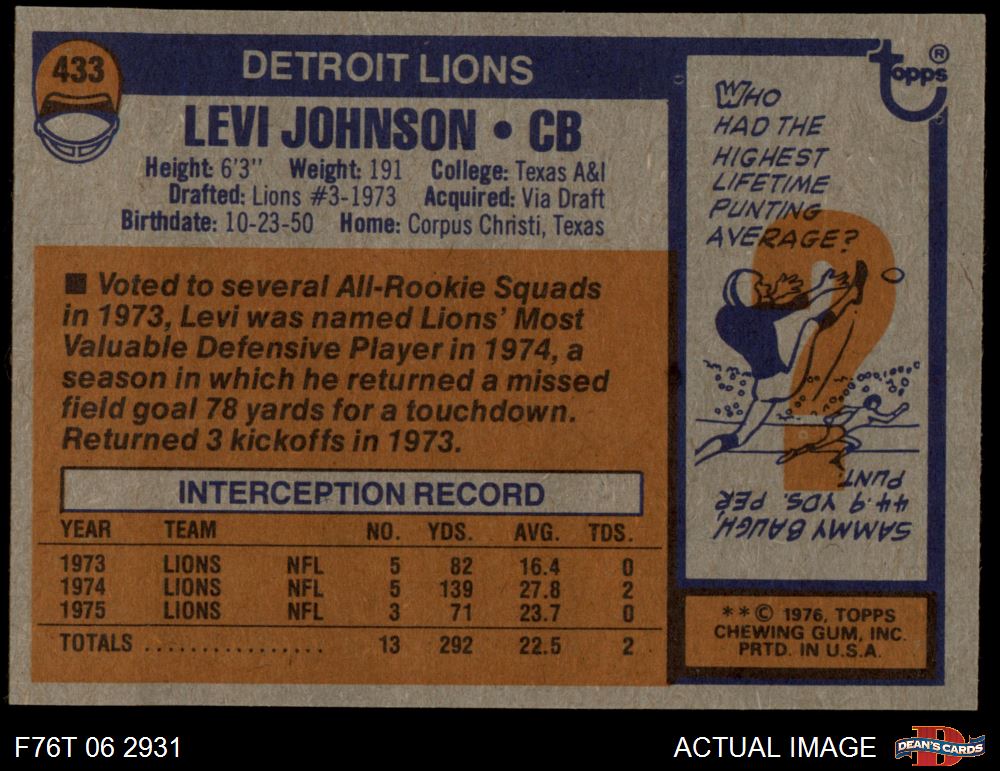 433
DETROIT LIONS
LEVI JOHNSON • CB
Height: 6'3" Weight: 191 College: Texas A&I
Drafted: Lions #3-1973 Acquired: Via Draft
Birthdate: 10-23-50 Home: Corpus Christi, Texas
■ Voted to several All-Rookie Squads
in 1973, Levi was named Lions' Most
Valuable Defensive Player in 1974, a
season in which he returned a missed
field goal 78 yards for a touchdown.
Returned 3 kickoffs in 1973.
INTERCEPTION RECORD
YEAR TEAM NO. YDS. AVG. TDS.
1973 LIONS NFL 5 82 16.4 0
1974 LIONS NFL 5 139 27.8 2
1975 LIONS NFL 3 71 23.7 0
TOTALS ................ 13 292 22.5 2
topps®
WHO
HAD THE
HIGHEST
LIFETIME
PUNTING
AVERAGE?
?
SAMMY BAUGH,
44.9 YDS. PER
PUNT.
**© 1976, TOPPS
CHEWING GUM, INC.
PRTD. IN U.S.A.
F76T 06 2931
ACTUAL IMAGE
D
DEAN'S CARDS